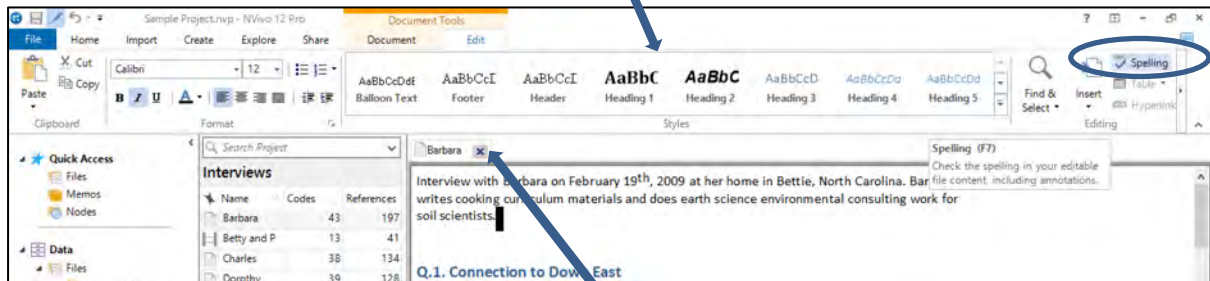 Sample Project.nvp - NVivo 12 Pro
Document Tools
File Home Import Create Explore Share Document Edit
Paste
Cut
Copy
Clipboard
Calibri 12
B I U A
Format
AaBbCcDdE AaBbCcI AaBbCcI AaBbC AaBbC AaBbCcD AaBbCcDd AaBbCcDd
Balloon Text Footer Header Heading 1 Heading 2 Heading 3 Heading 4 Heading 5
Styles
Find &
Select
Insert
Spelling
Table
Editing
Spelling (F7)
Check the spelling in your editable
file content, including annotations.
Quick Access
Files
Memos
Nodes
Data
Files
Search Project
Interviews
Name Codes References
Barbara 43 197
Betty and P 13 41
Charles 38 134
Dorothy 39 128
Barbara
Interview with Barbara on February 19th, 2009 at her home in Bettie, North Carolina. Bar
writes cooking curriculum materials and does earth science environmental consulting work for
soil scientists.
Q.1. Connection to Down East